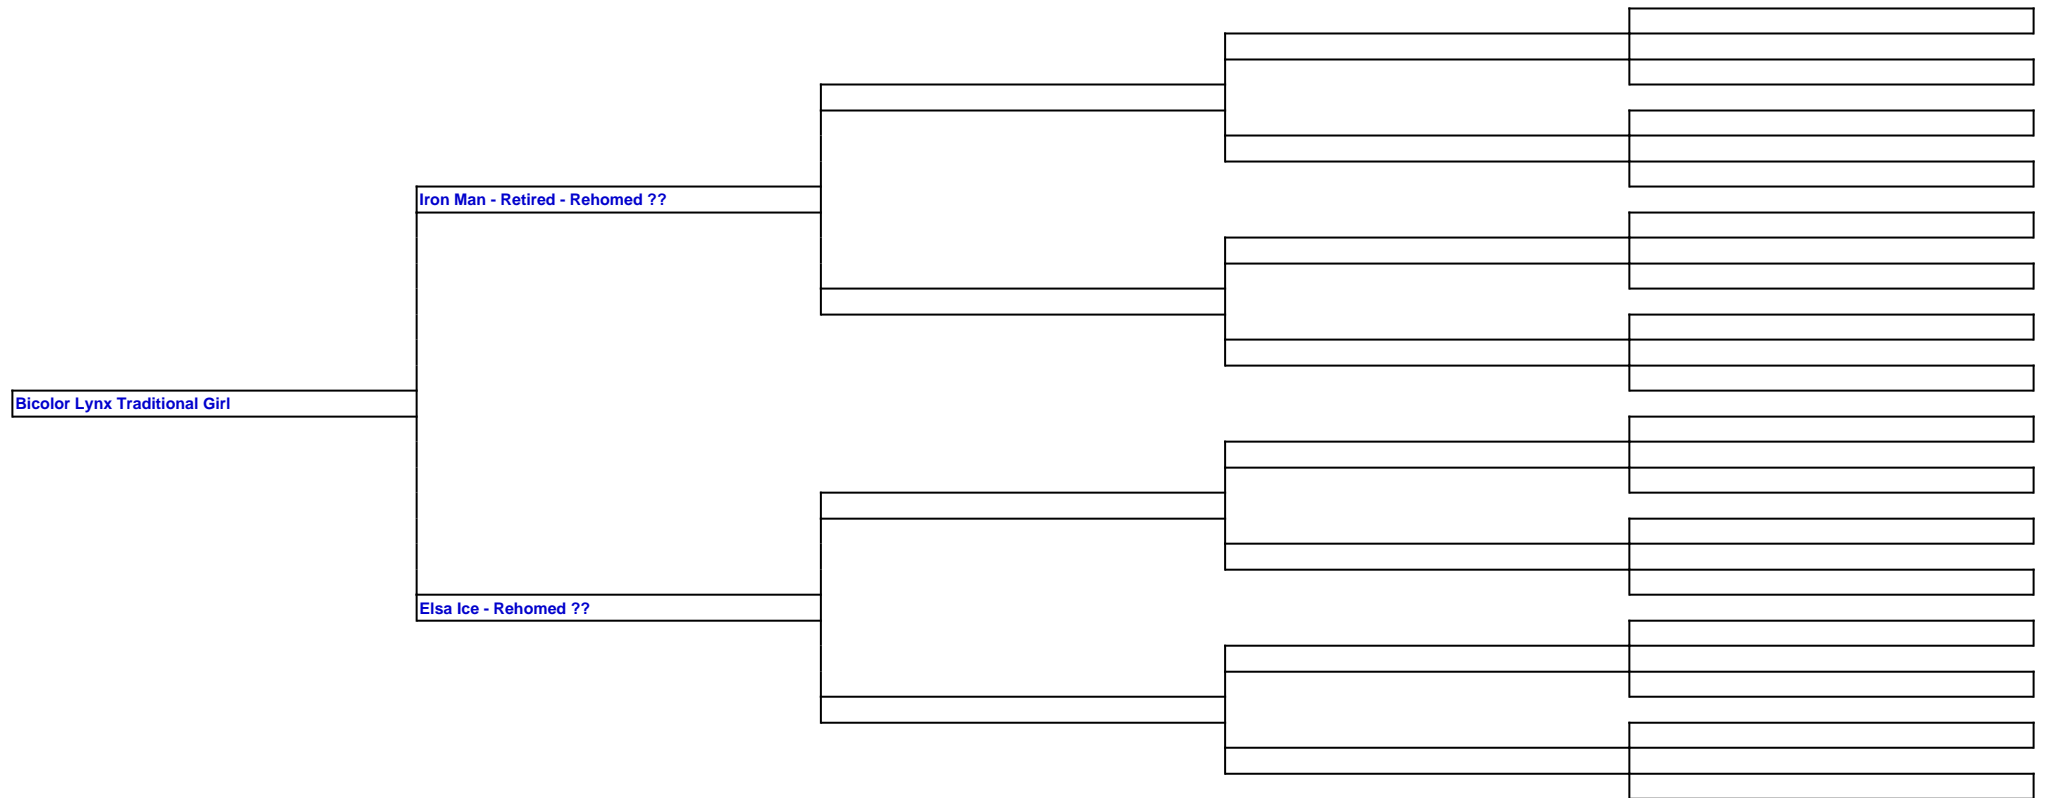 Iron Man - Retired - Rehomed ??
Bicolor Lynx Traditional Girl
Elsa Ice - Rehomed ??